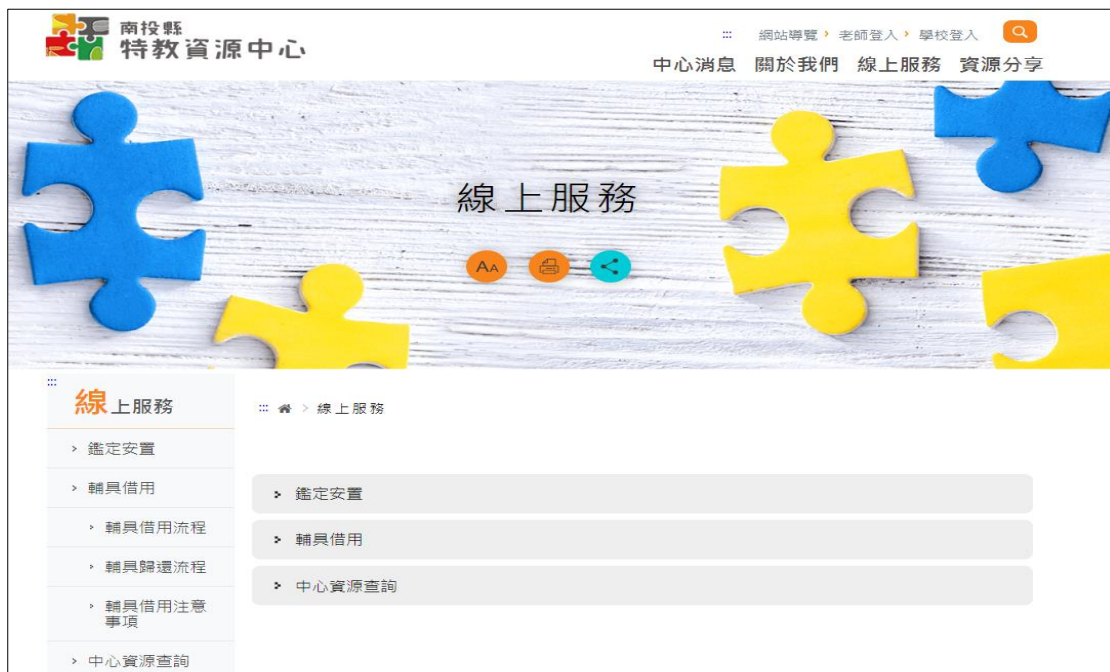 南投縣
特教資源中心
::: 網站導覽 老師登入 學校登入
中心消息 關於我們 線上服務 資源分享
線上服務
AA
:::
線上服務
鑑定安置
輔具借用
輔具借用流程
輔具歸還流程
輔具借用注意
事項
中心資源查詢
::: > 線上服務
鑑定安置
輔具借用
中心資源查詢